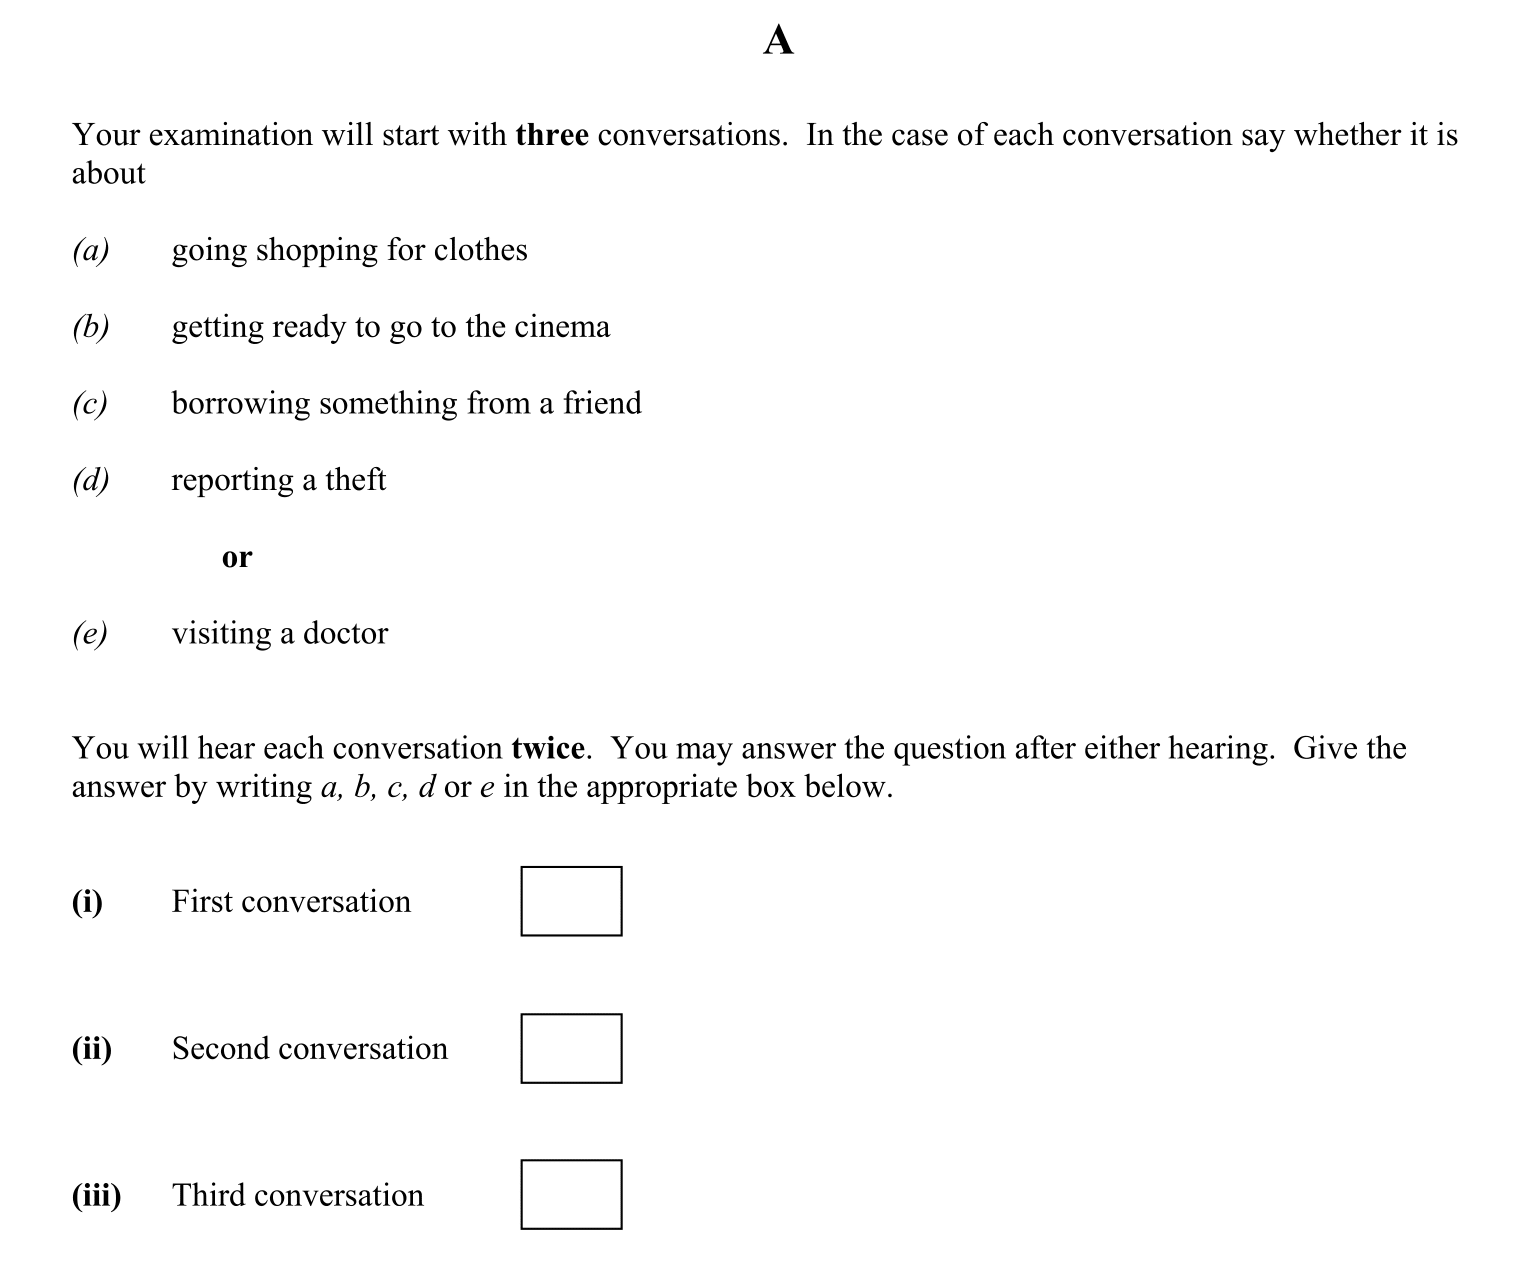 A
Your examination will start with three conversations. In the case of each conversation say whether it is
about
(a) going shopping for clothes
(b) getting ready to go to the cinema
(c) borrowing something from a friend
(d) reporting a theft
or
(e) visiting a doctor
You will hear each conversation twice. You may answer the question after either hearing. Give the
answer by writing a, b, c, d or e in the appropriate box below.
(i) First conversation
(ii) Second conversation
(iii) Third conversation